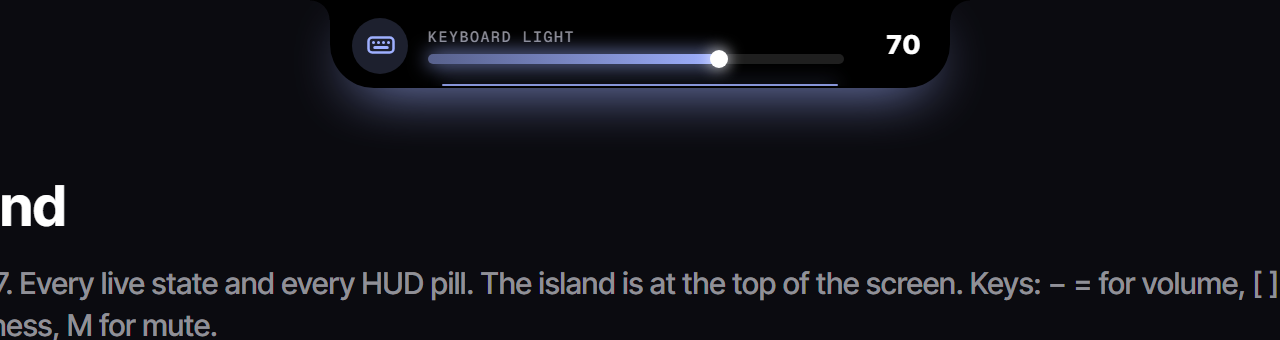 KEYBOARD LIGHT
70
nd
7. Every live state and every HUD pill. The island is at the top of the screen. Keys: – = for volume, [ ]
ness, M for mute.